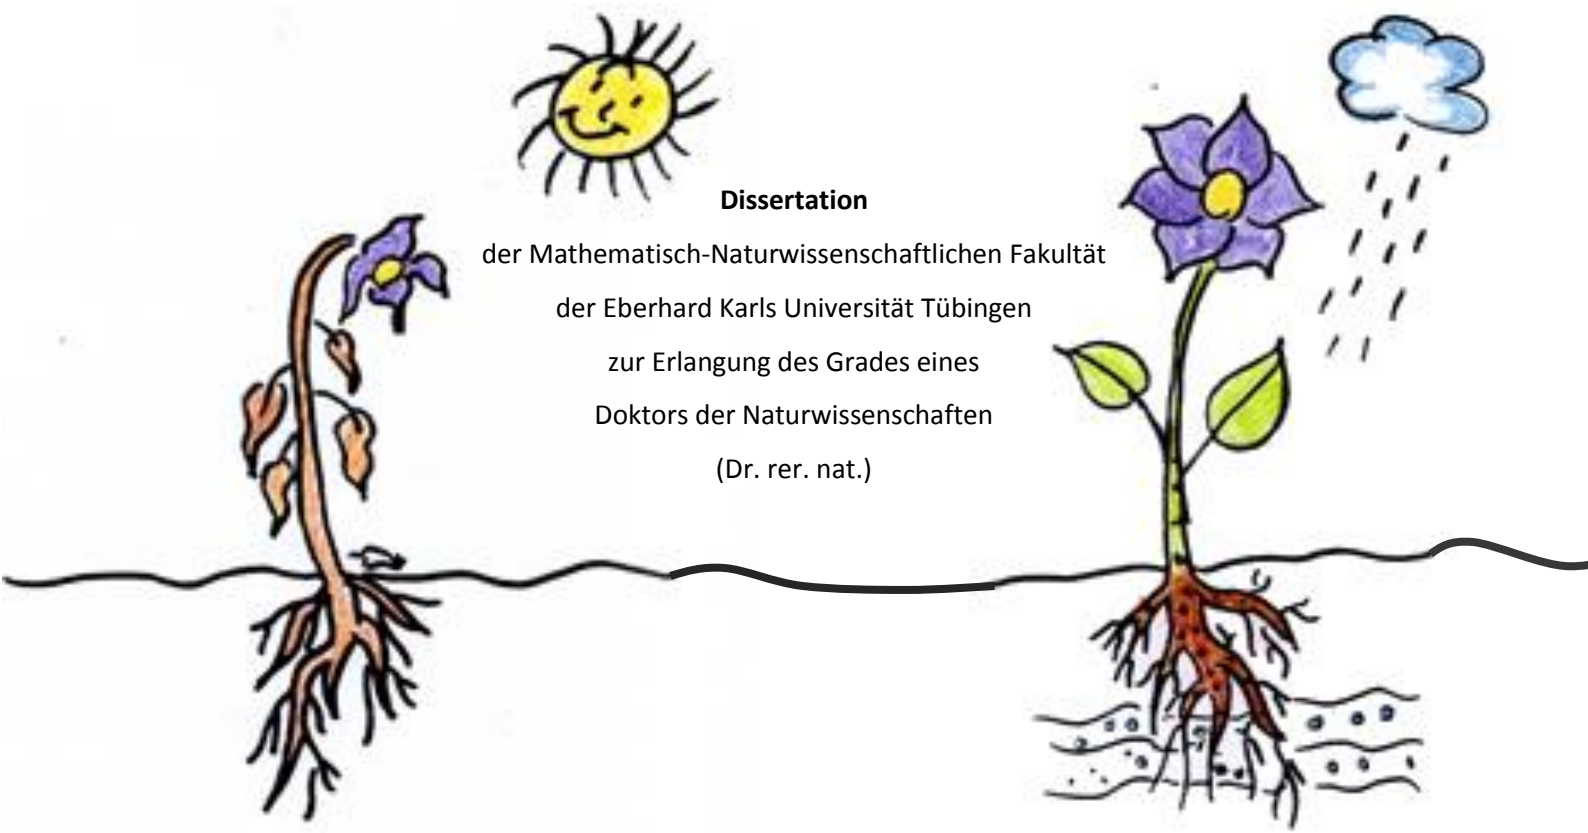 Dissertation
der Mathematisch-Naturwissenschaftlichen Fakultät
der Eberhard Karls Universität Tübingen
zur Erlangung des Grades eines
Doktors der Naturwissenschaften
(Dr. rer. nat.)